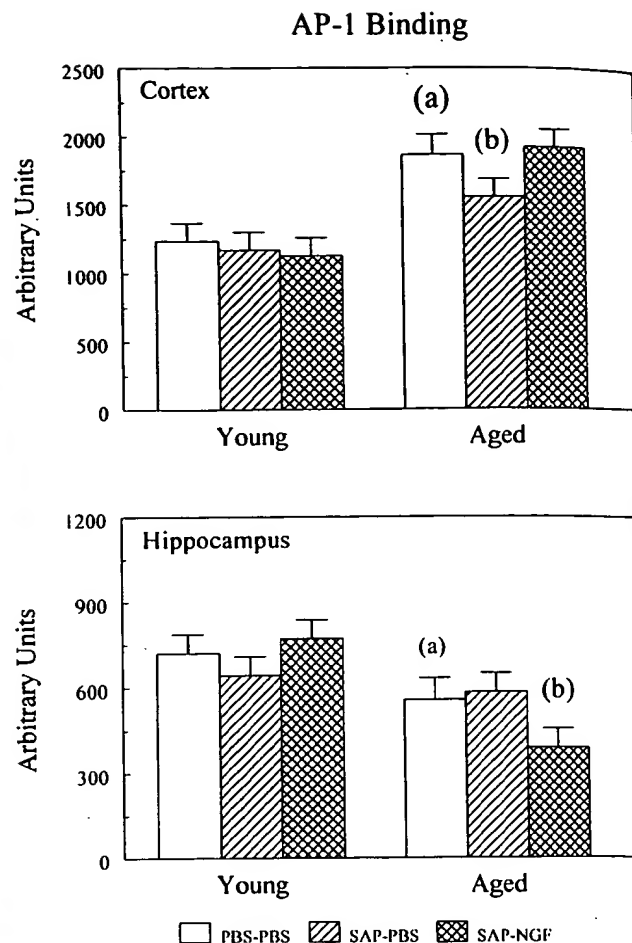 AP-1 Binding
2500
2000
1500
1000
500
0
Arbitrary Units
Cortex
(a)
(b)
Young
Aged
1200
900
600
300
0
Arbitrary Units
Hippocampus
(a)
(b)
Young
Aged
PBS-PBS SAP-PBS SAP-NGF